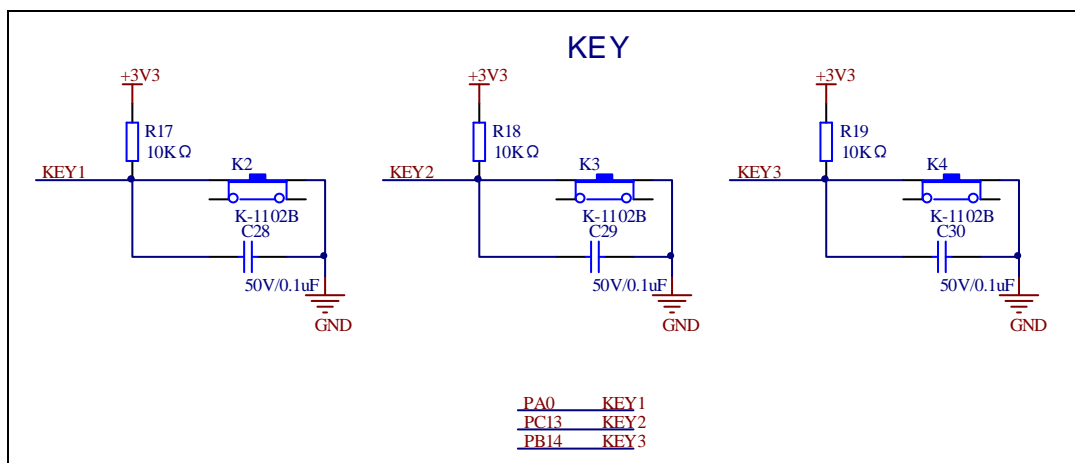 KEY
+3V3
R17
10KΩ
KEY1
K2
K-1102B
C28
50V/0.1uF
GND
+3V3
R18
10KΩ
KEY2
K3
K-1102B
C29
50V/0.1uF
GND
+3V3
R19
10KΩ
KEY3
K4
K-1102B
C30
50V/0.1uF
GND
PA0 KEY1
PC13 KEY2
PB14 KEY3